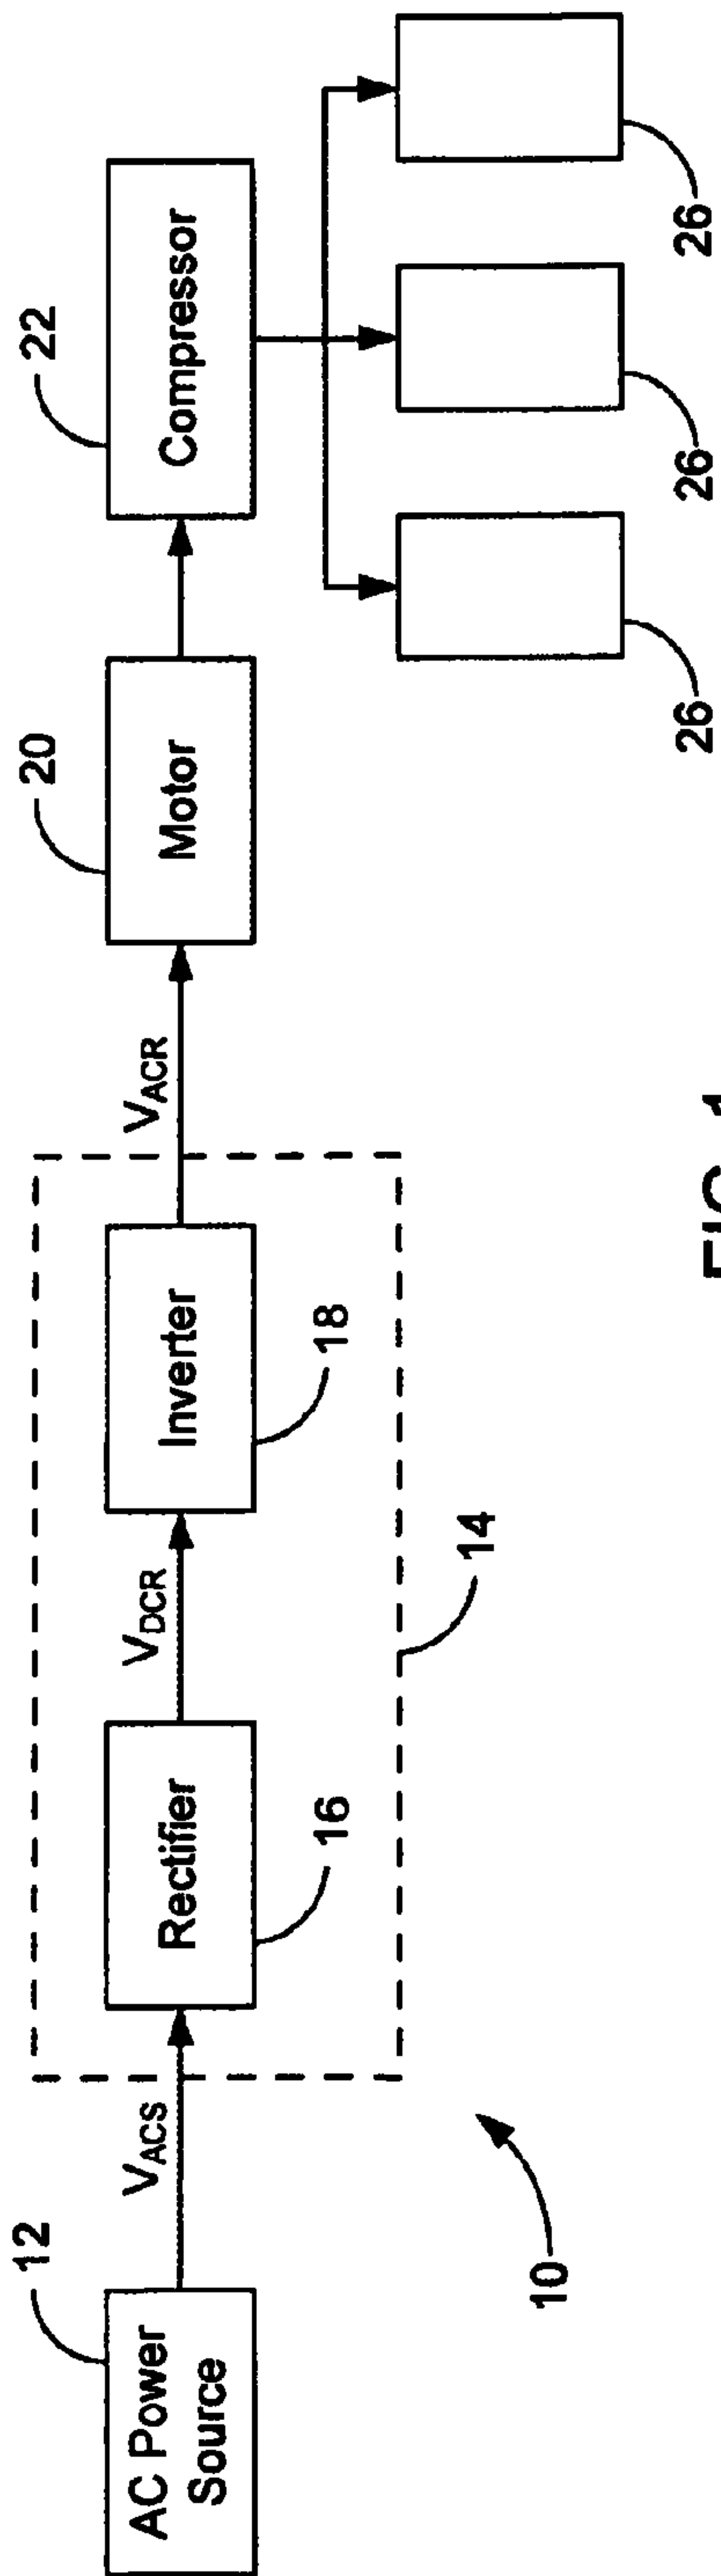 12
AC Power
Source
V_ACS
10
14
Rectifier
16
V_DCR
Inverter
18
V_ACR
20
Motor
22
Compressor
26
26
26
FIG. 1